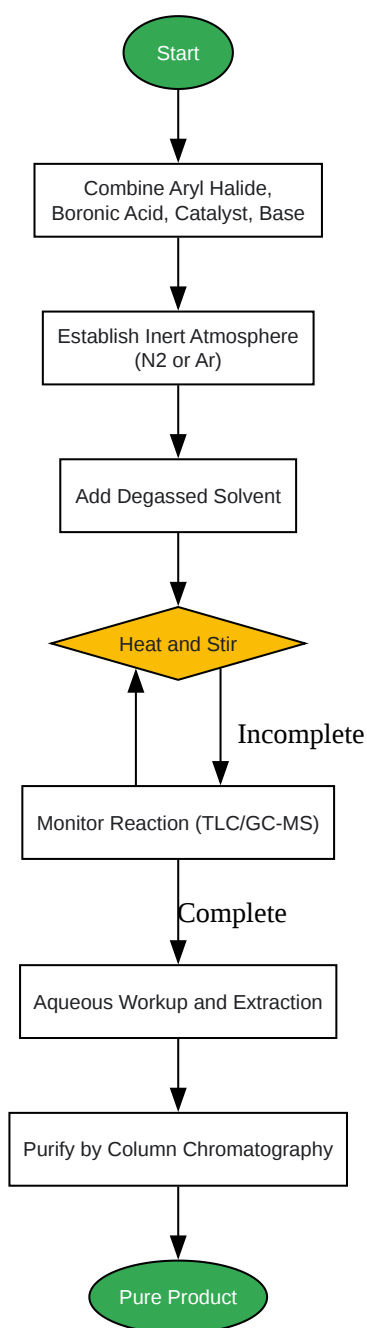 Start
Combine Aryl Halide,
Boronic Acid, Catalyst, Base
Establish Inert Atmosphere
(N2 or Ar)
Add Degassed Solvent
Heat and Stir
Incomplete
Monitor Reaction (TLC/GC-MS)
Complete
Aqueous Workup and Extraction
Purify by Column Chromatography
Pure Product